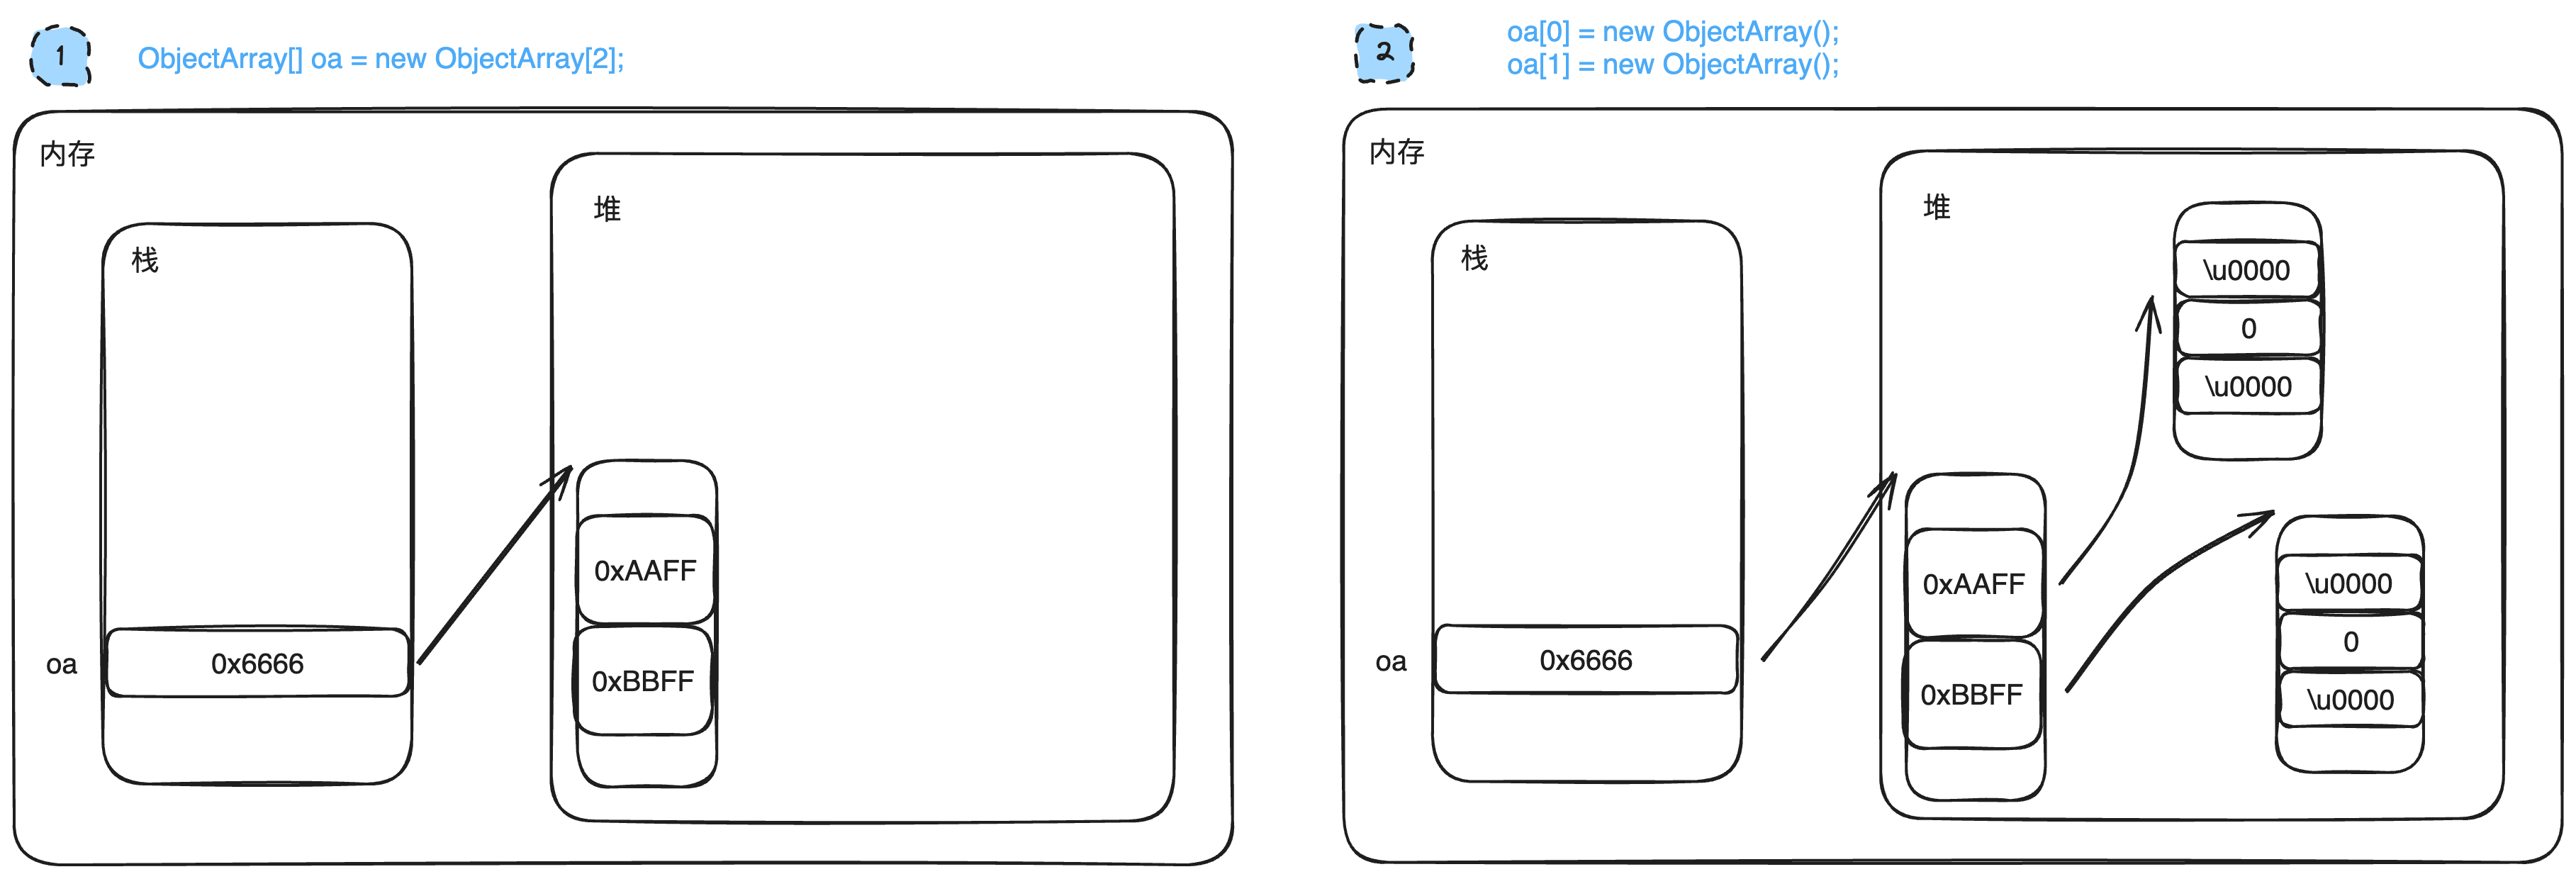 1
ObjectArray[] oa = new ObjectArray[2];
内存
栈
堆
0xAAFF
0xBBFF
oa
0x6666
2
oa[0] = new ObjectArray();
oa[1] = new ObjectArray();
内存
栈
堆
\u0000
0
\u0000
0xAAFF
0xBBFF
\u0000
0
\u0000
oa
0x6666